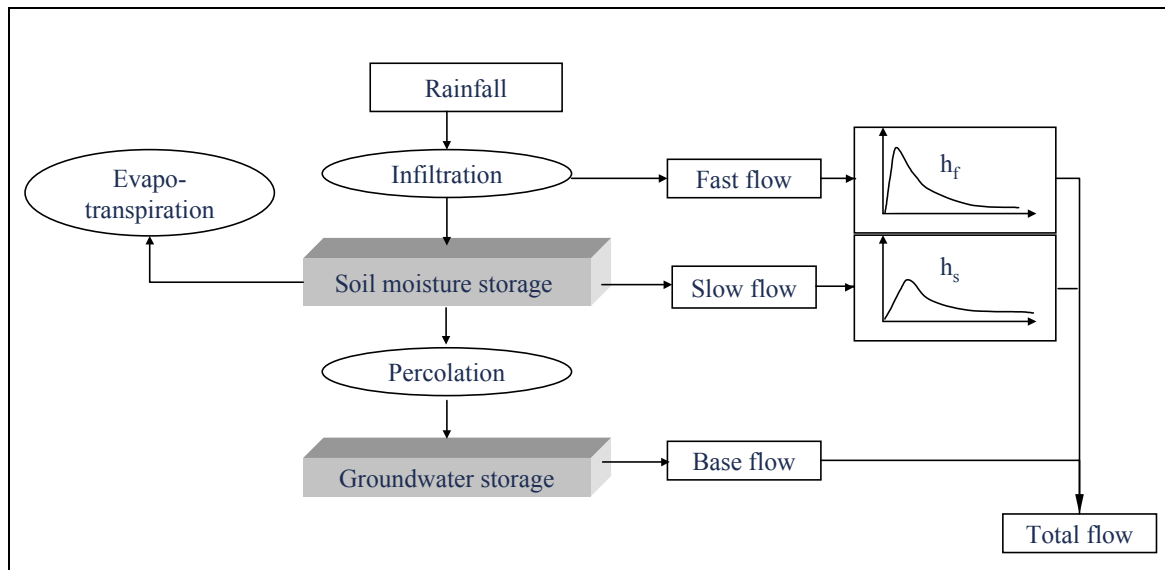 Rainfall
Infiltration
Evapo-
transpiration
Fast flow
h_f
Soil moisture storage
Slow flow
h_s
Percolation
Groundwater storage
Base flow
Total flow